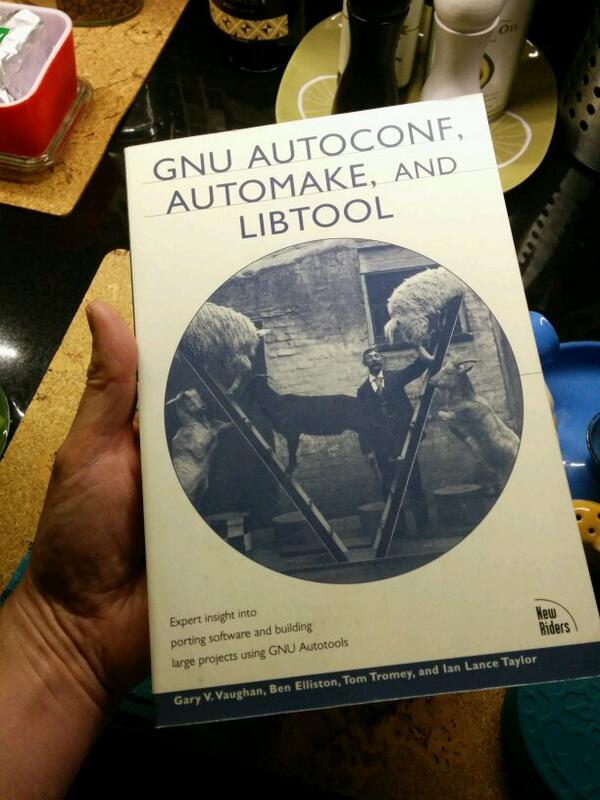 GNU AUTOCONF,
AUTOMAKE, AND
LIBTOOL
Expert insight into
porting software and building
large projects using GNU Autotools
New
Riders
Gary V. Vaughan, Ben Elliston, Tom Tromey, and Ian Lance Taylor
OIL